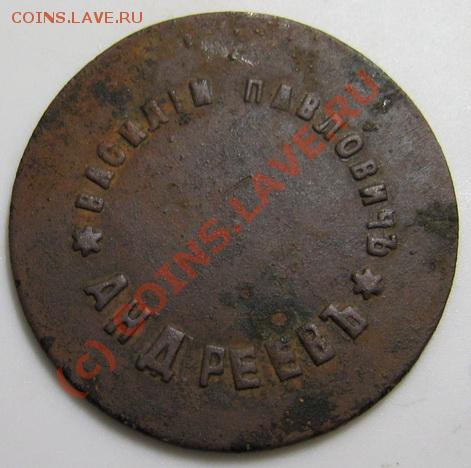 COINS.LAVE.RU
ВАСИЛІЙ ПАВЛОВИЧЪ
* АНДРЕЕВЪ *
(c) COINS.LAVE.RU